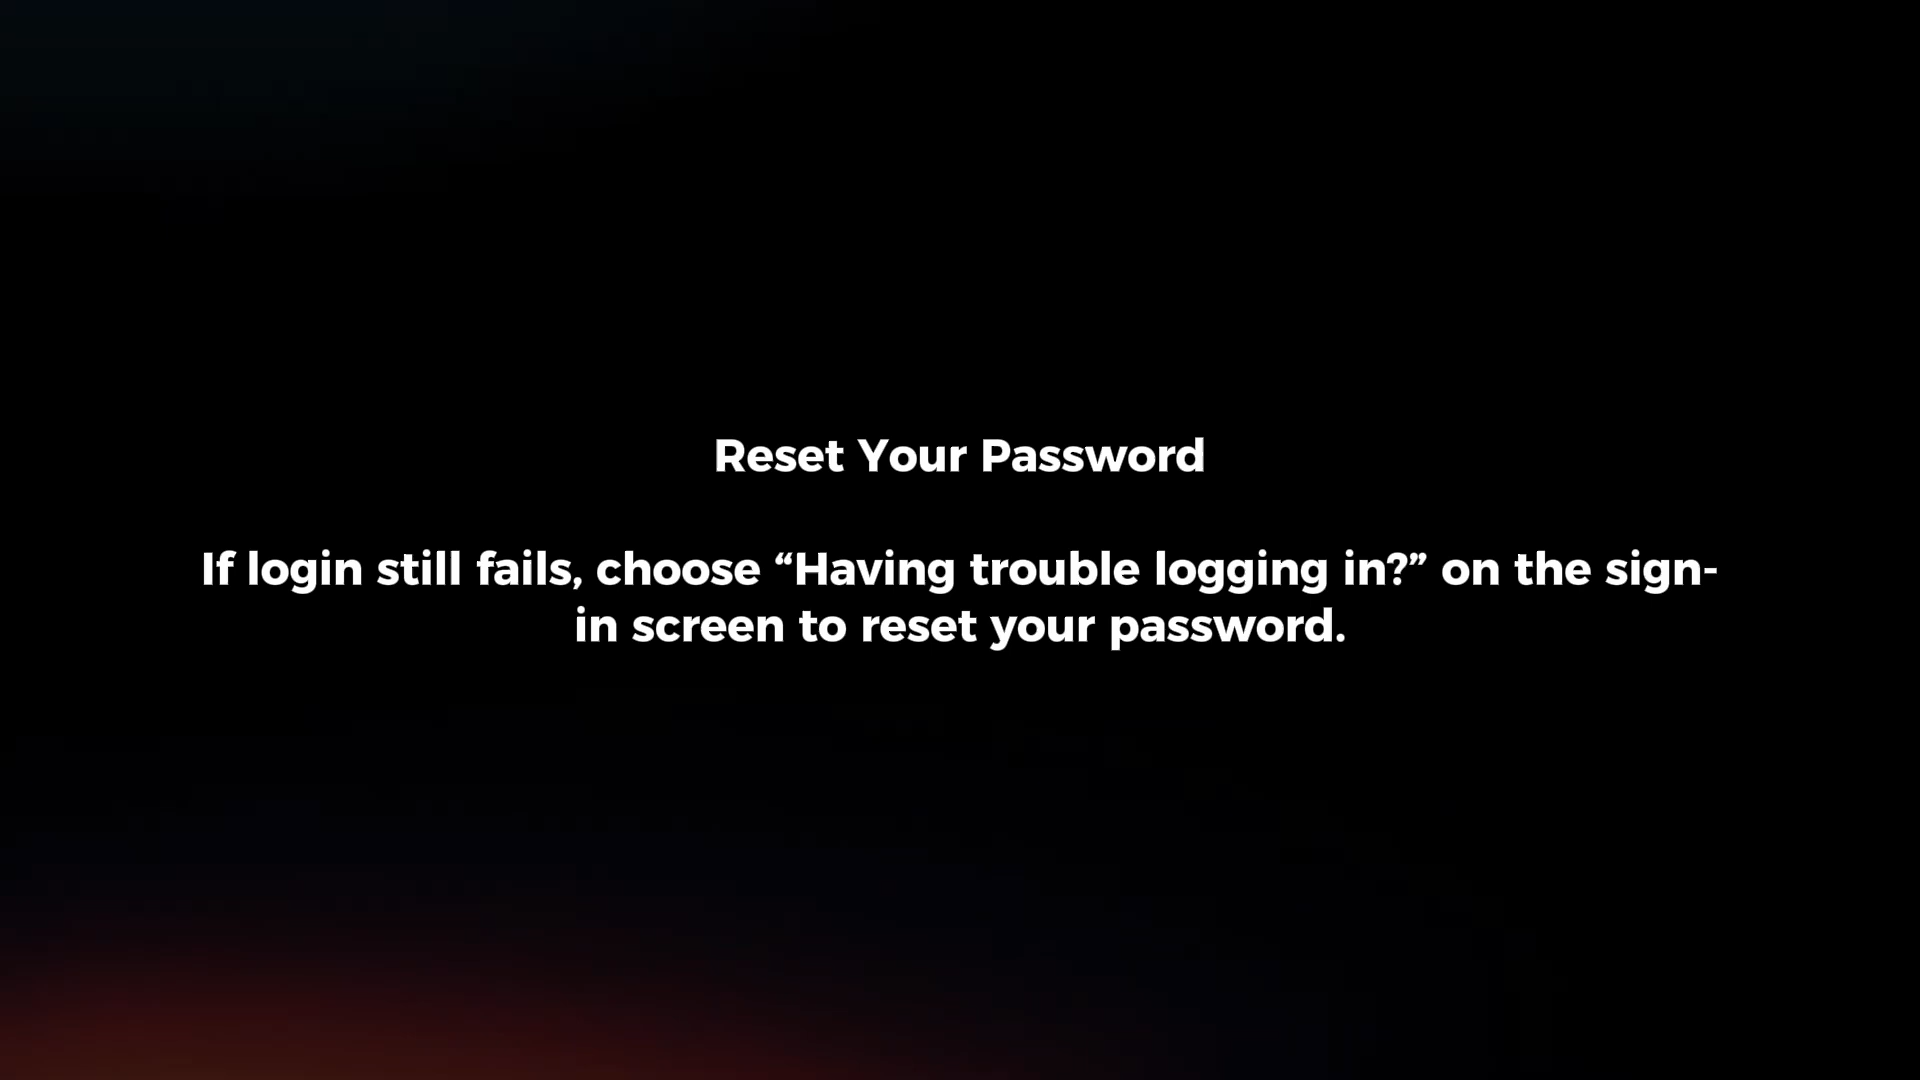 Reset Your Password
If login still fails, choose “Having trouble logging in?” on the sign-
in screen to reset your password.